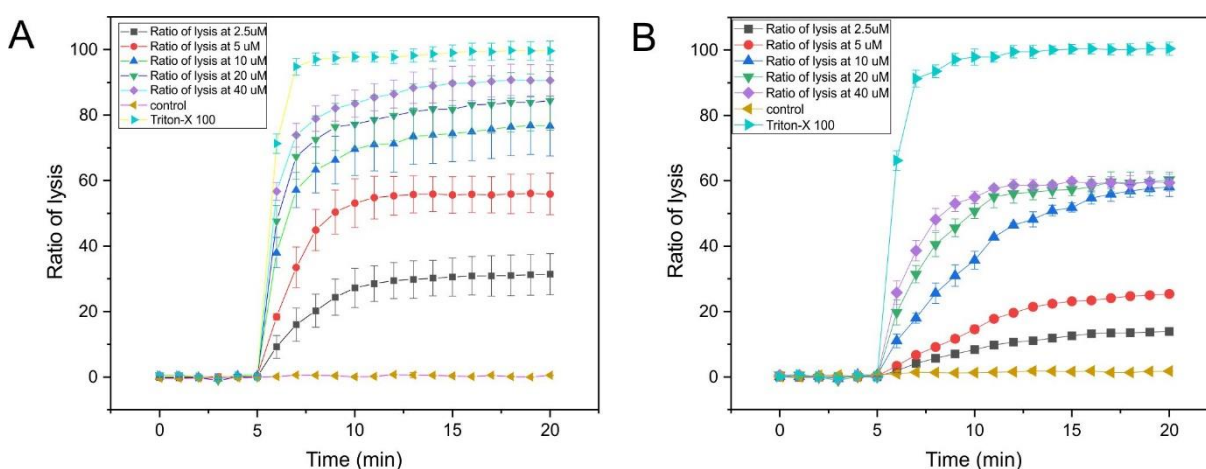 A
Ratio of lysis at 2.5uM
Ratio of lysis at 5 uM
Ratio of lysis at 10 uM
Ratio of lysis at 20 uM
Ratio of lysis at 40 uM
control
Triton-X 100
100
80
60
40
20
0
Ratio of lysis
0 5 10 15 20
Time (min)
B
Ratio of lysis at 2.5uM
Ratio of lysis at 5 uM
Ratio of lysis at 10 uM
Ratio of lysis at 20 uM
Ratio of lysis at 40 uM
control
Triton-X 100
100
80
60
40
20
0
Ratio of lysis
0 5 10 15 20
Time (min)